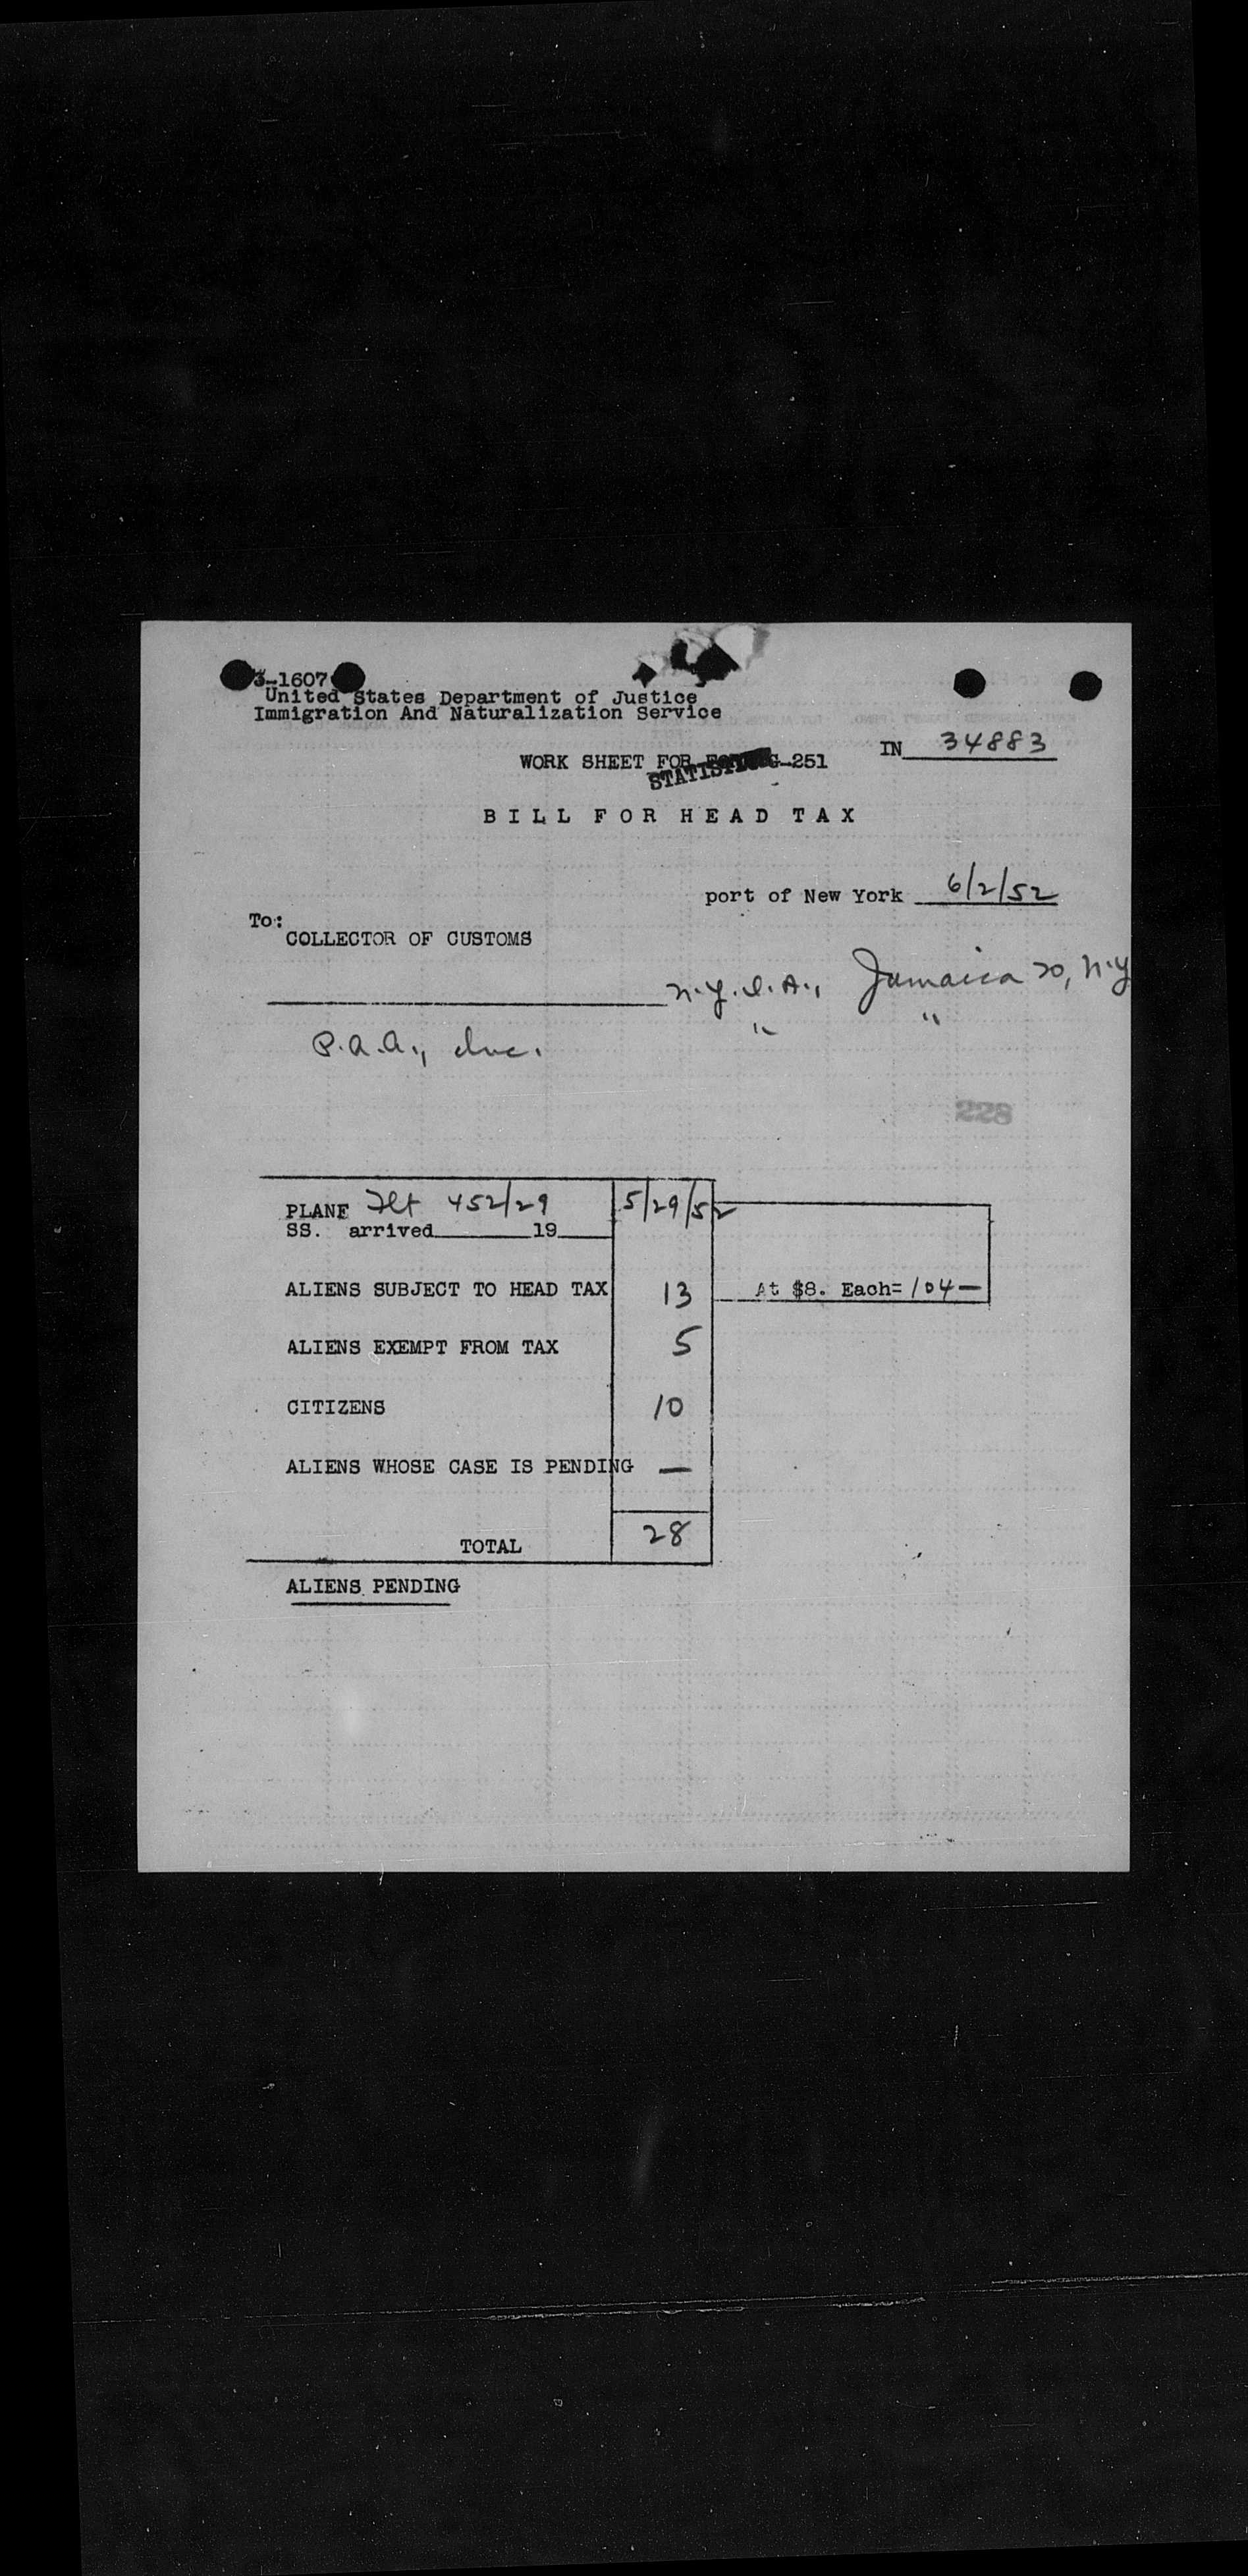 3-1607
United States Department of Justice
Immigration And Naturalization Service
IN 34883
WORK SHEET FOR G-251
BILL FOR HEAD TAX
port of New York 6/2/52
To:
COLLECTOR OF CUSTOMS
N.Y.I.A., Jamaica 20, N.Y
" "
P.A.A., Inc.
228
PLANE Flt 452/29 5/29/52
SS. arrived 19
ALIENS SUBJECT TO HEAD TAX 13 At $8. Each= 104—
ALIENS EXEMPT FROM TAX 5
CITIZENS 10
ALIENS WHOSE CASE IS PENDING —
TOTAL 28
ALIENS PENDING